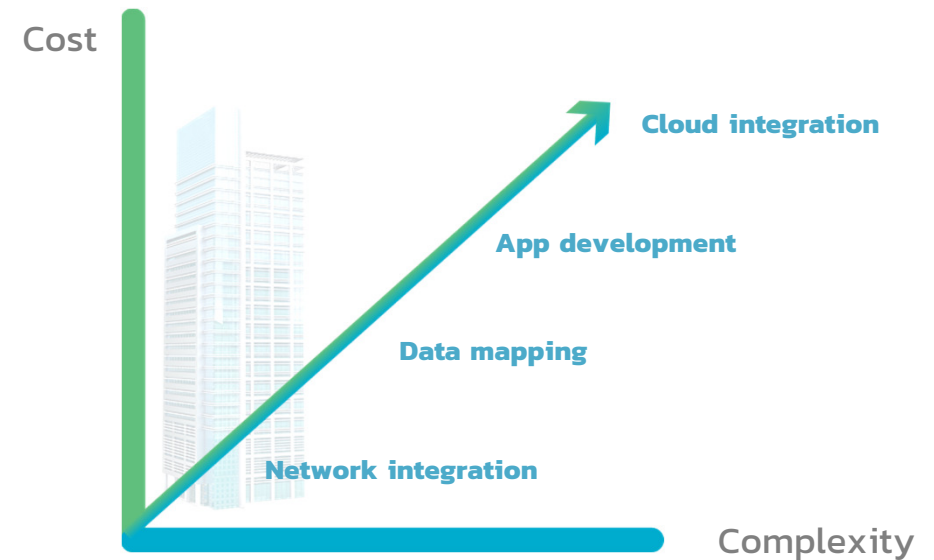 Cost
Cloud integration
App development
Data mapping
Network integration
Complexity